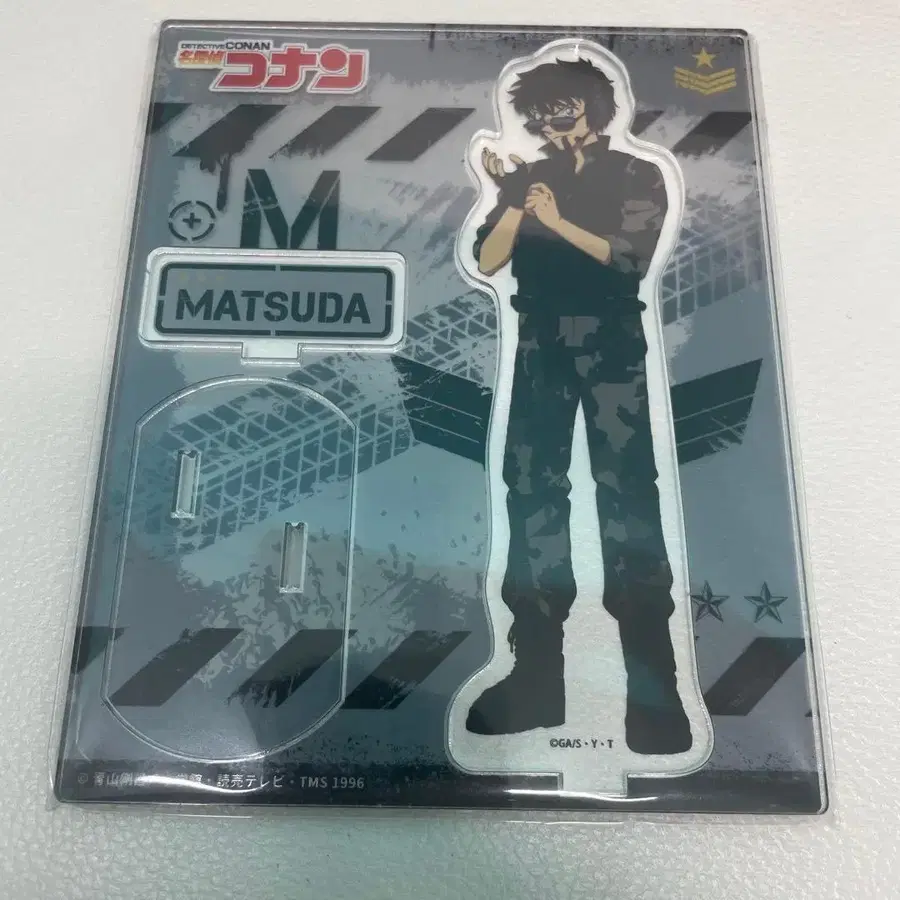 DETECTIVE CONAN
名探偵
コナン
M
MATSUDA
©GA/S・Y・T
読売テレビ・TMS 1996